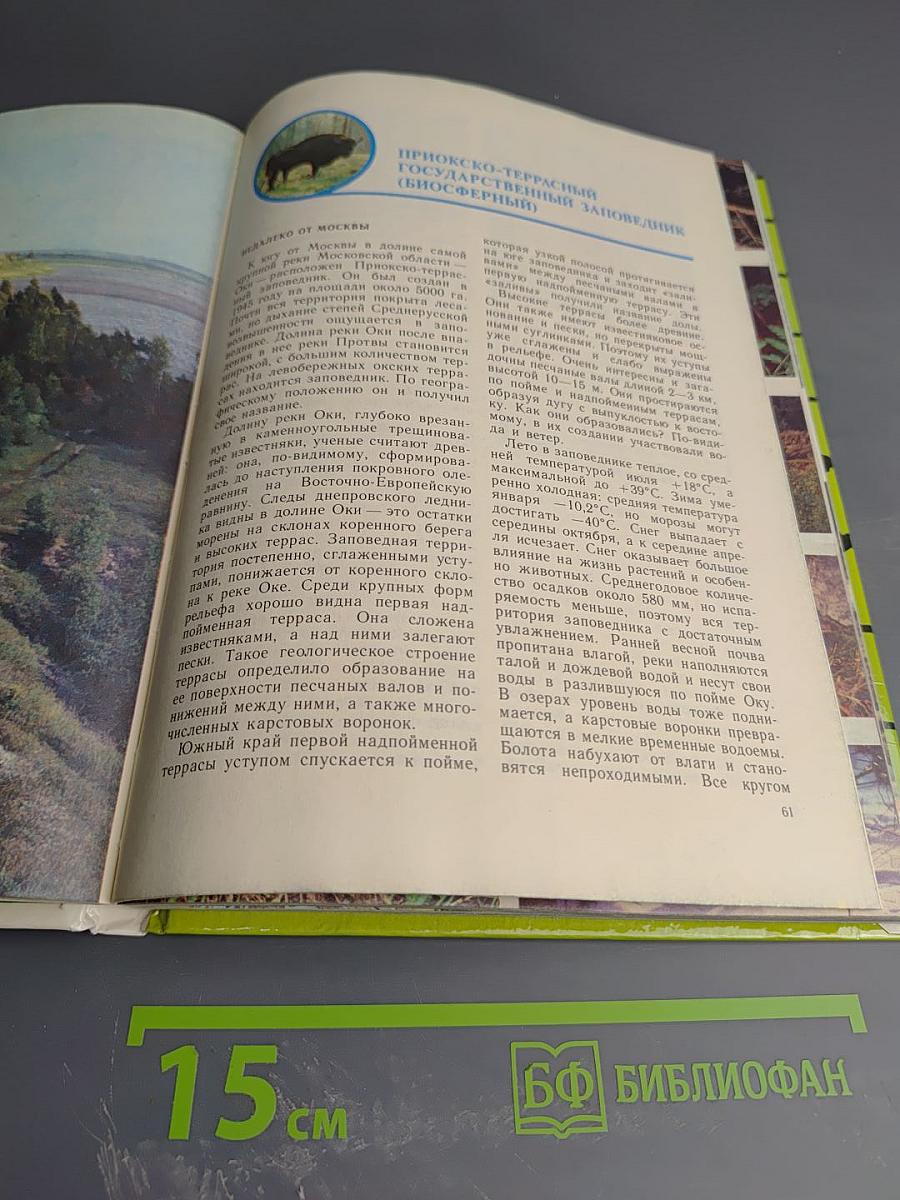 ПРИОКСКО-ТЕРРАСНЫЙ
ГОСУДАРСТВЕННЫЙ ЗАПОВЕДНИК
(БИОСФЕРНЫЙ)
НЕДАЛЕКО ОТ МОСКВЫ
К югу от Москвы в долине самой
крупной реки Московской области —
Оки — расположен Приокско-террас-
ный заповедник. Он был создан в
1945 году на площади около 5000 га.
Почти вся территория покрыта леса-
ми, но дыхание степей Среднерусской
возвышенности ощущается в запо-
веднике. Долина реки Оки после впа-
дения в нее реки Протвы становится
широкой, с большим количеством тер-
рас. На левобережных окских терра-
сах находится заповедник. По геогра-
фическому положению он и получил
свое название.
Долину реки Оки, глубоко врезан-
ную в каменноугольные трещинова-
тые известняки, ученые считают древ-
ней: она, по-видимому, сформирова-
лась до наступления покровного оле-
денения на Восточно-Европейскую
равнину. Следы днепровского ледни-
ка видны в долине Оки — это остатки
морены на склонах коренного берега
и высоких террас. Заповедная терри-
тория постепенно, сглаженными усту-
пами, понижается от коренного скло-
на к реке Оке. Среди крупных форм
рельефа хорошо видна первая над-
пойменная терраса. Она сложена
известняками, а над ними залегают
пески. Такое геологическое строение
террасы определило образование на
ее поверхности песчаных валов и по-
нижений между ними, а также много-
численных карстовых воронок.
Южный край первой надпойменной
террасы уступом спускается к пойме,
которая узкой полосой протягивается
на юге заповедника и заходит «зали-
вами» между песчаными валами в
первую надпойменную террасу. Эти
«заливы» получили название долы.
Высокие террасы более древние.
Они также имеют известняковое ос-
нование и пески, но перекрыты мощ-
ными суглинками. Поэтому их уступы
уже сглажены и слабо выражены
в рельефе. Очень интересны и зага-
дочны песчаные валы длиной 2—3 км,
высотой 10—15 м. Они простираются
по пойме и надпойменным террасам,
образуя дугу с выпуклостью к восто-
ку. Как они образовались? По-види-
мому, в их создании участвовали во-
да и ветер.
Лето в заповеднике теплое, со сред-
ней температурой июля +18°С, а
максимальной до +39°С. Зима уме-
ренно холодная: средняя температура
января —10,2°С, но морозы могут
достигать —40°С. Снег выпадает с
середины октября, а к середине апре-
ля исчезает. Снег оказывает большое
влияние на жизнь растений и особен-
но животных. Среднегодовое количе-
ство осадков около 580 мм, но испа-
ряемость меньше, поэтому вся тер-
ритория заповедника с достаточным
увлажнением. Ранней весной почва
пропитана влагой, реки наполняются
талой и дождевой водой и несут свои
воды в разлившуюся по пойме Оку.
В озерах уровень воды тоже подни-
мается, а карстовые воронки превра-
щаются в мелкие временные водоемы.
Болота набухают от влаги и стано-
вятся непроходимыми. Все кругом
61
15 см
БФ БИБЛИОФАН